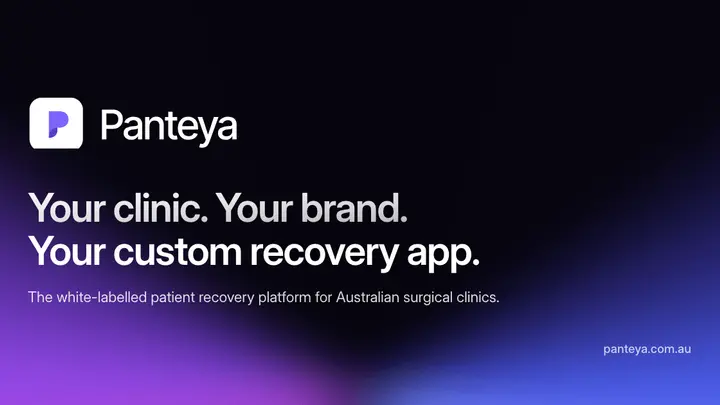 Panteya
Your clinic. Your brand.
Your custom recovery app.
The white-labelled patient recovery platform for Australian surgical clinics.
panteya.com.au